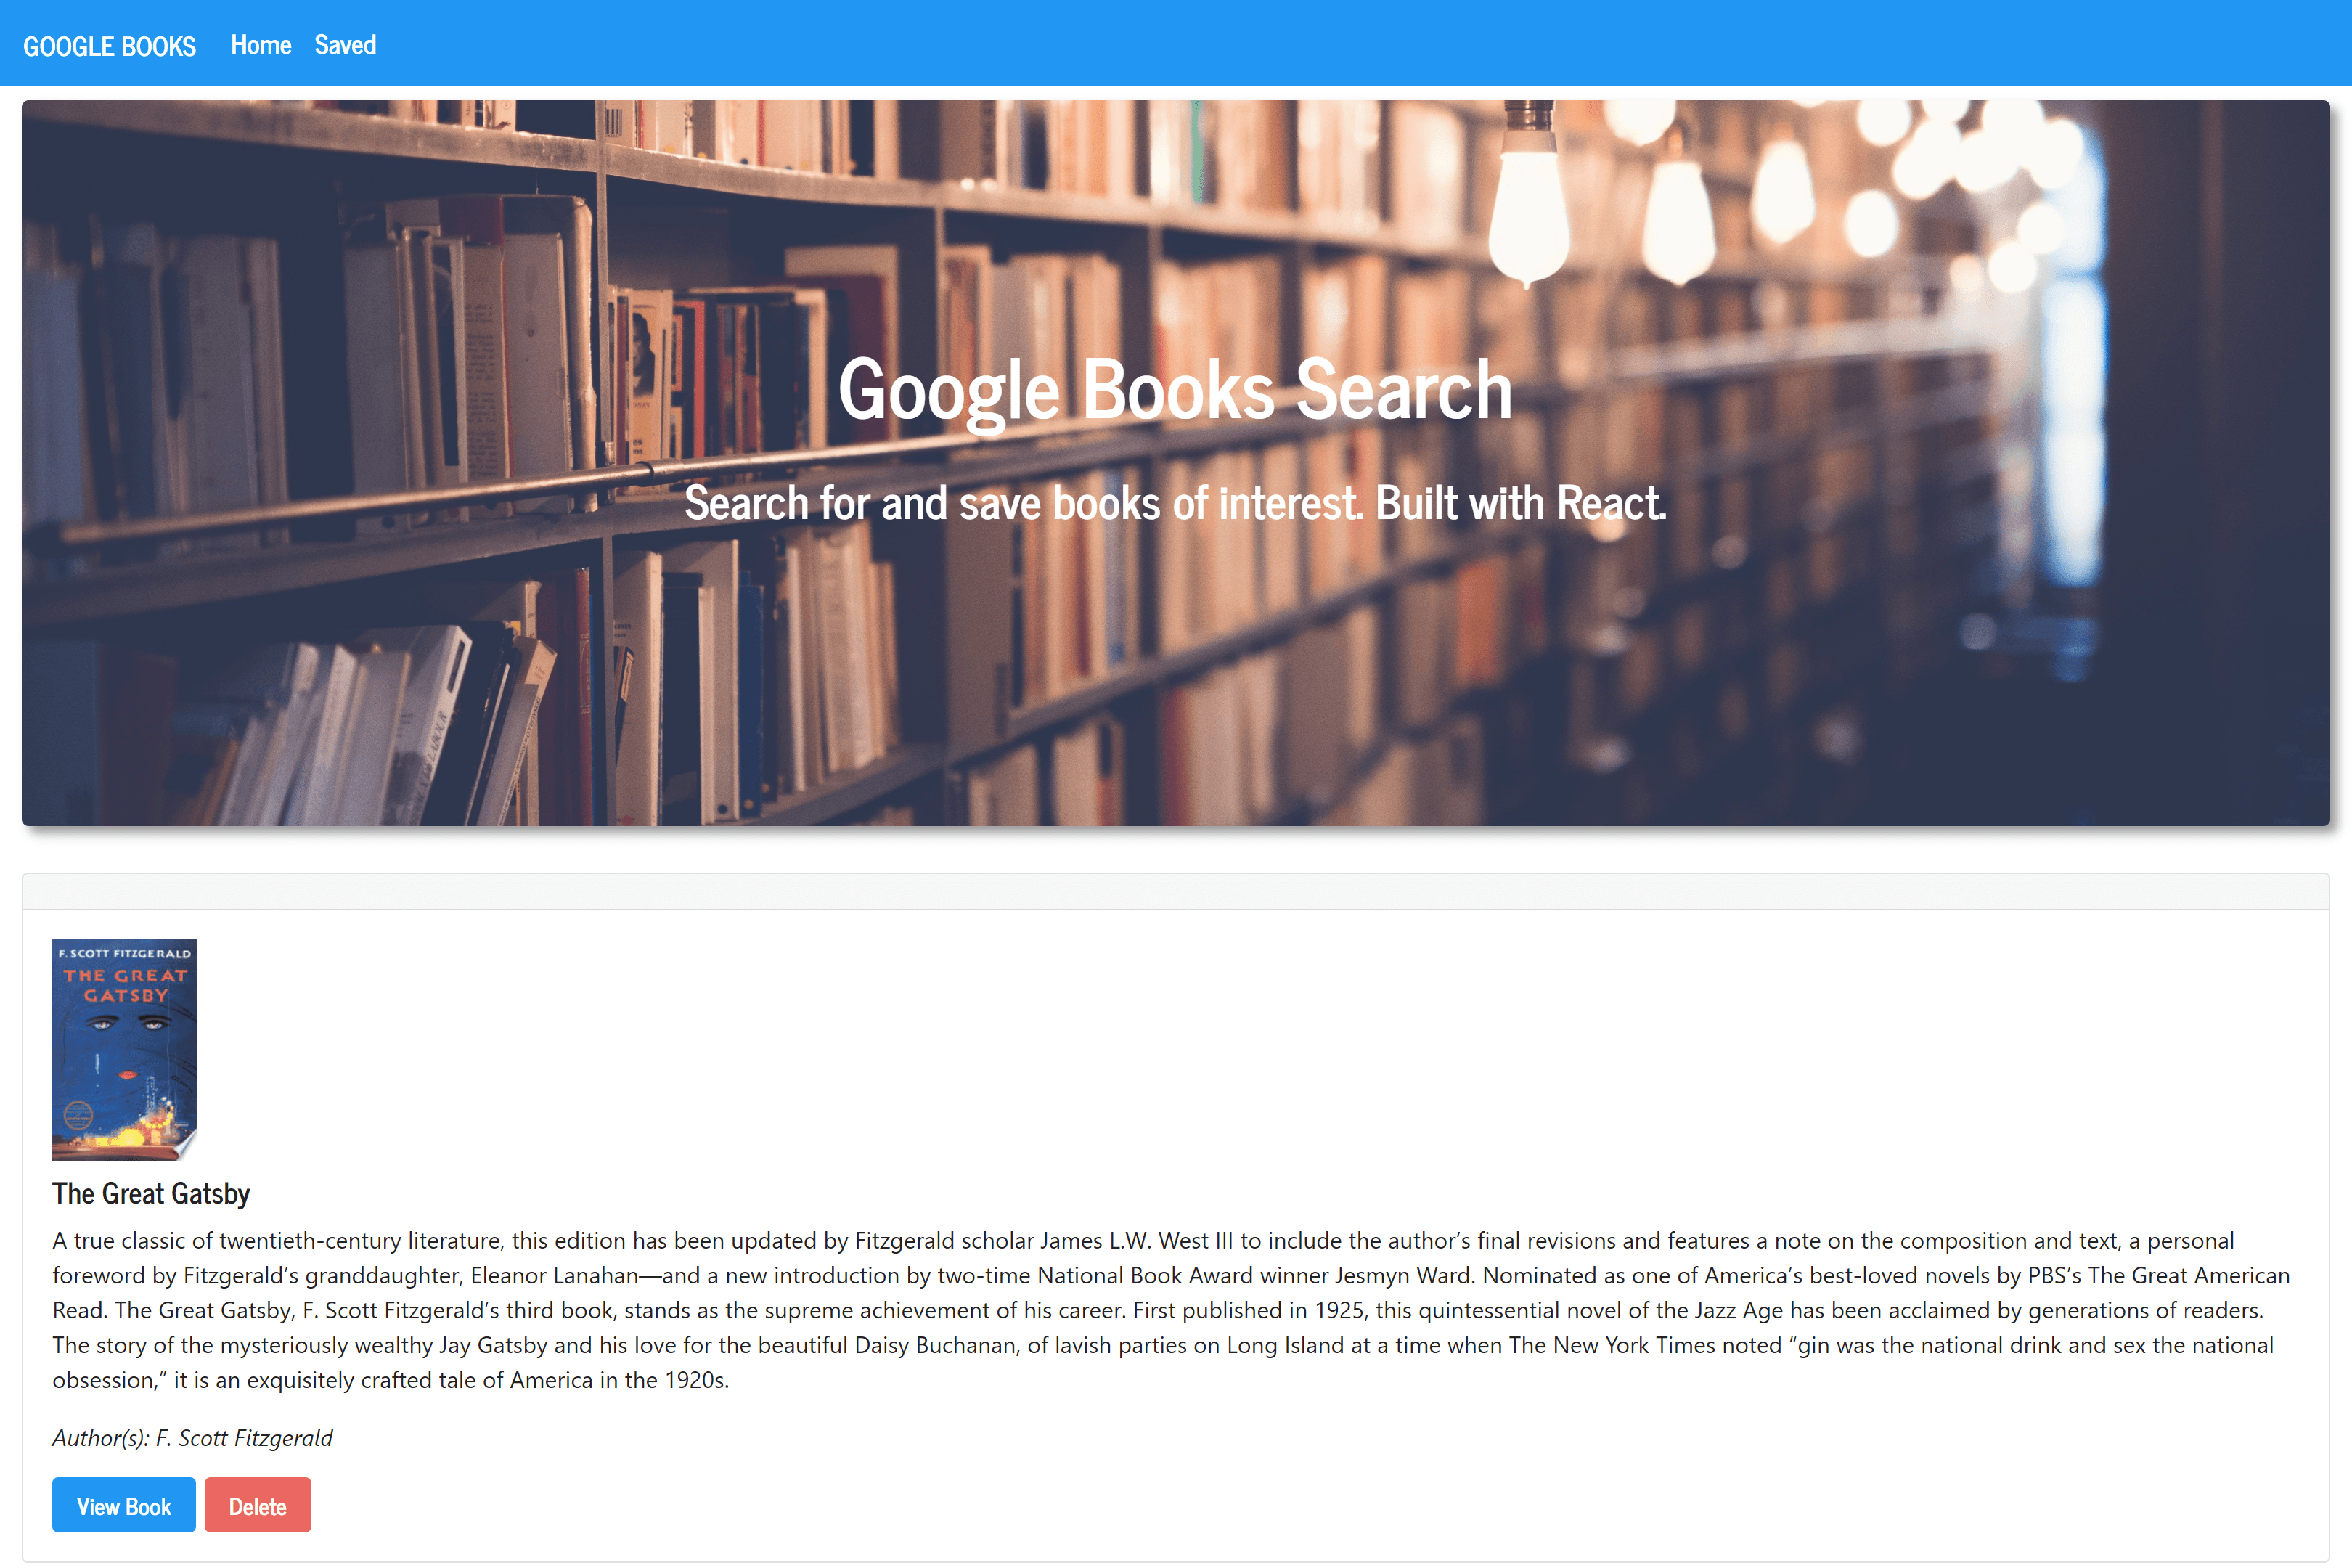 GOOGLE BOOKS Home Saved
Google Books Search
Search for and save books of interest. Built with React.
F. SCOTT FITZGERALD
THE GREAT
GATSBY
The Great Gatsby
A true classic of twentieth-century literature, this edition has been updated by Fitzgerald scholar James L.W. West III to include the author’s final revisions and features a note on the composition and text, a personal
foreword by Fitzgerald’s granddaughter, Eleanor Lanahan—and a new introduction by two-time National Book Award winner Jesmyn Ward. Nominated as one of America’s best-loved novels by PBS’s The Great American
Read. The Great Gatsby, F. Scott Fitzgerald’s third book, stands as the supreme achievement of his career. First published in 1925, this quintessential novel of the Jazz Age has been acclaimed by generations of readers.
The story of the mysteriously wealthy Jay Gatsby and his love for the beautiful Daisy Buchanan, of lavish parties on Long Island at a time when The New York Times noted “gin was the national drink and sex the national
obsession,” it is an exquisitely crafted tale of America in the 1920s.
Author(s): F. Scott Fitzgerald
View Book Delete